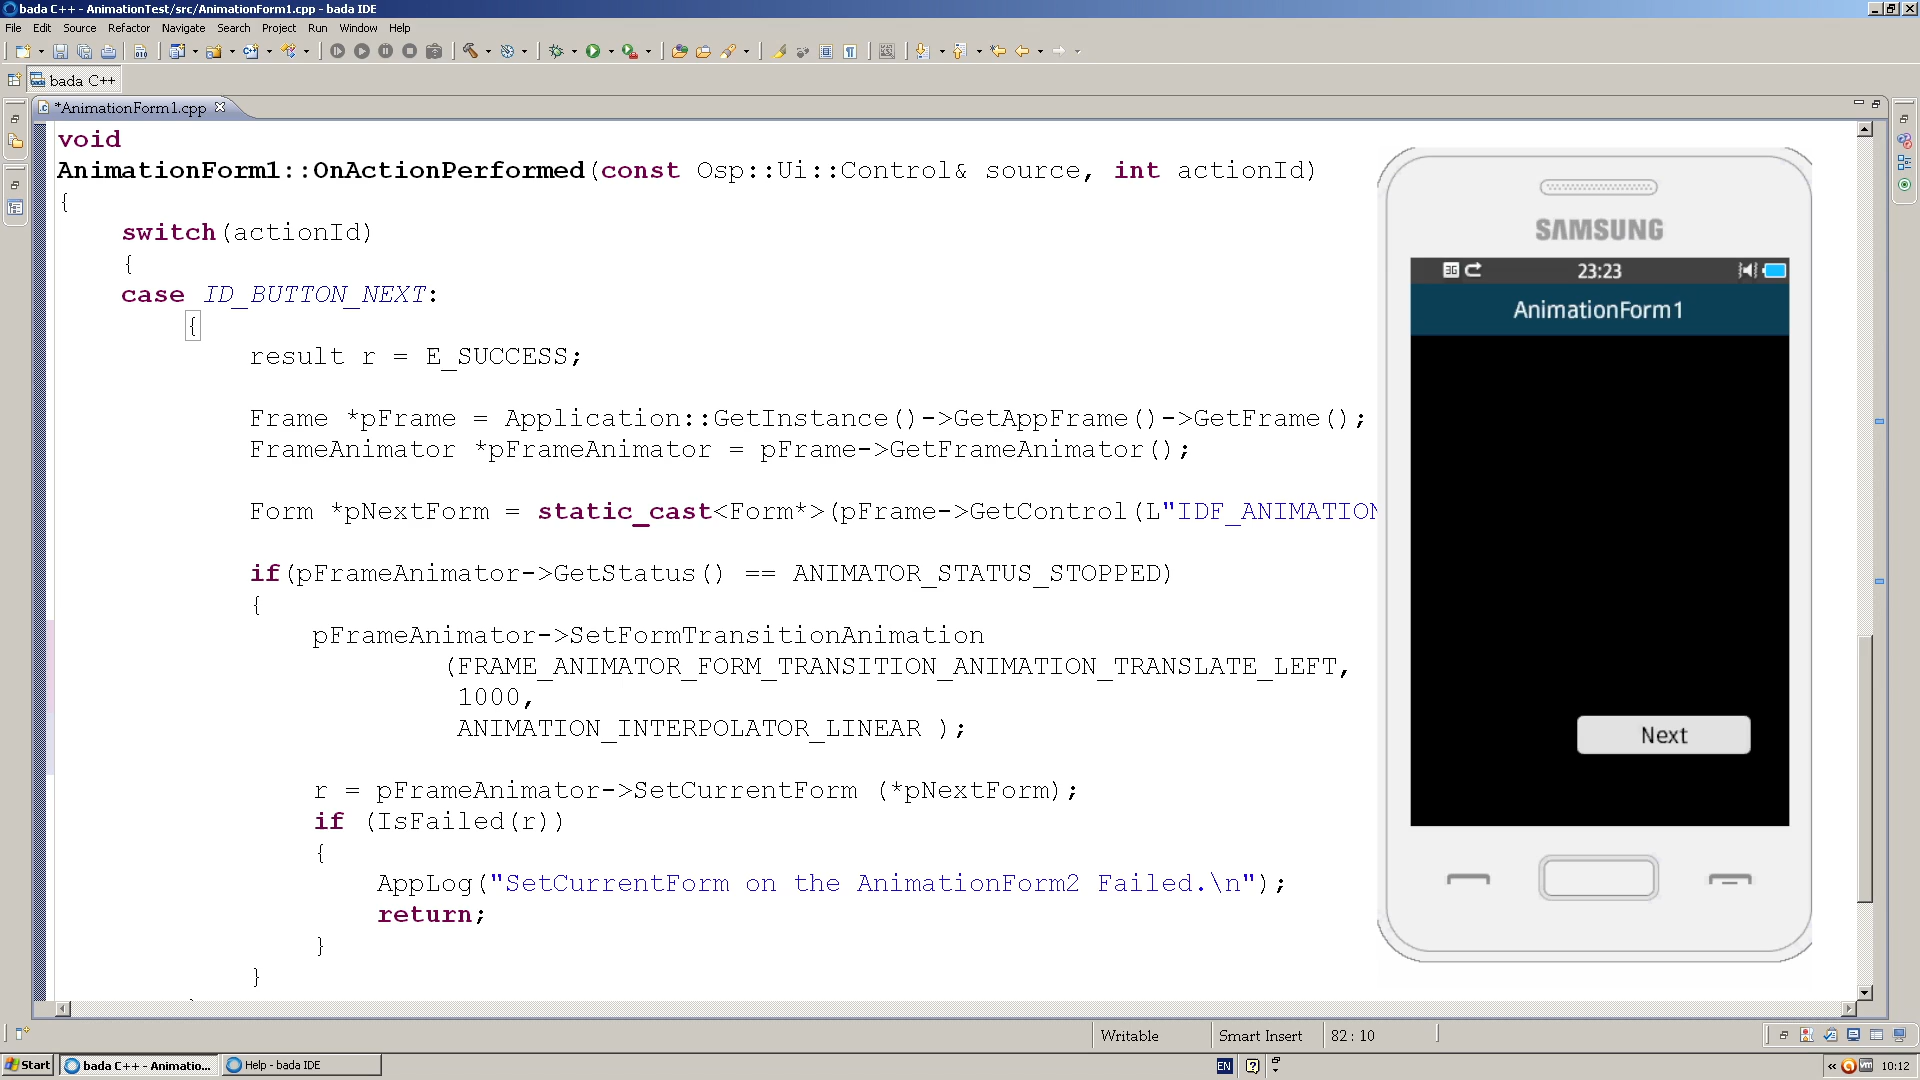 bada C++ - AnimationTest/src/AnimationForm1.cpp - bada IDE
File Edit Source Refactor Navigate Search Project Run Window Help
bada C++
*AnimationForm1.cpp
void
AnimationForm1::OnActionPerformed(const Osp::Ui::Control& source, int actionId)
{
switch(actionId)
{
case ID_BUTTON_NEXT:
{
result r = E_SUCCESS;
Frame *pFrame = Application::GetInstance()->GetAppFrame()->GetFrame();
FrameAnimator *pFrameAnimator = pFrame->GetFrameAnimator();
Form *pNextForm = static_cast<Form*>(pFrame->GetControl(L"IDF_ANIMATION
if(pFrameAnimator->GetStatus() == ANIMATOR_STATUS_STOPPED)
{
pFrameAnimator->SetFormTransitionAnimation
(FRAME_ANIMATOR_FORM_TRANSITION_ANIMATION_TRANSLATE_LEFT,
1000,
ANIMATION_INTERPOLATOR_LINEAR );
r = pFrameAnimator->SetCurrentForm (*pNextForm);
if (IsFailed(r))
{
AppLog("SetCurrentForm on the AnimationForm2 Failed.\n");
return;
}
}
SAMSUNG
3G 23:23
AnimationForm1
Next
Writable Smart Insert 82 : 10
Start bada C++ - Animatio... Help - bada IDE EN « 10:12